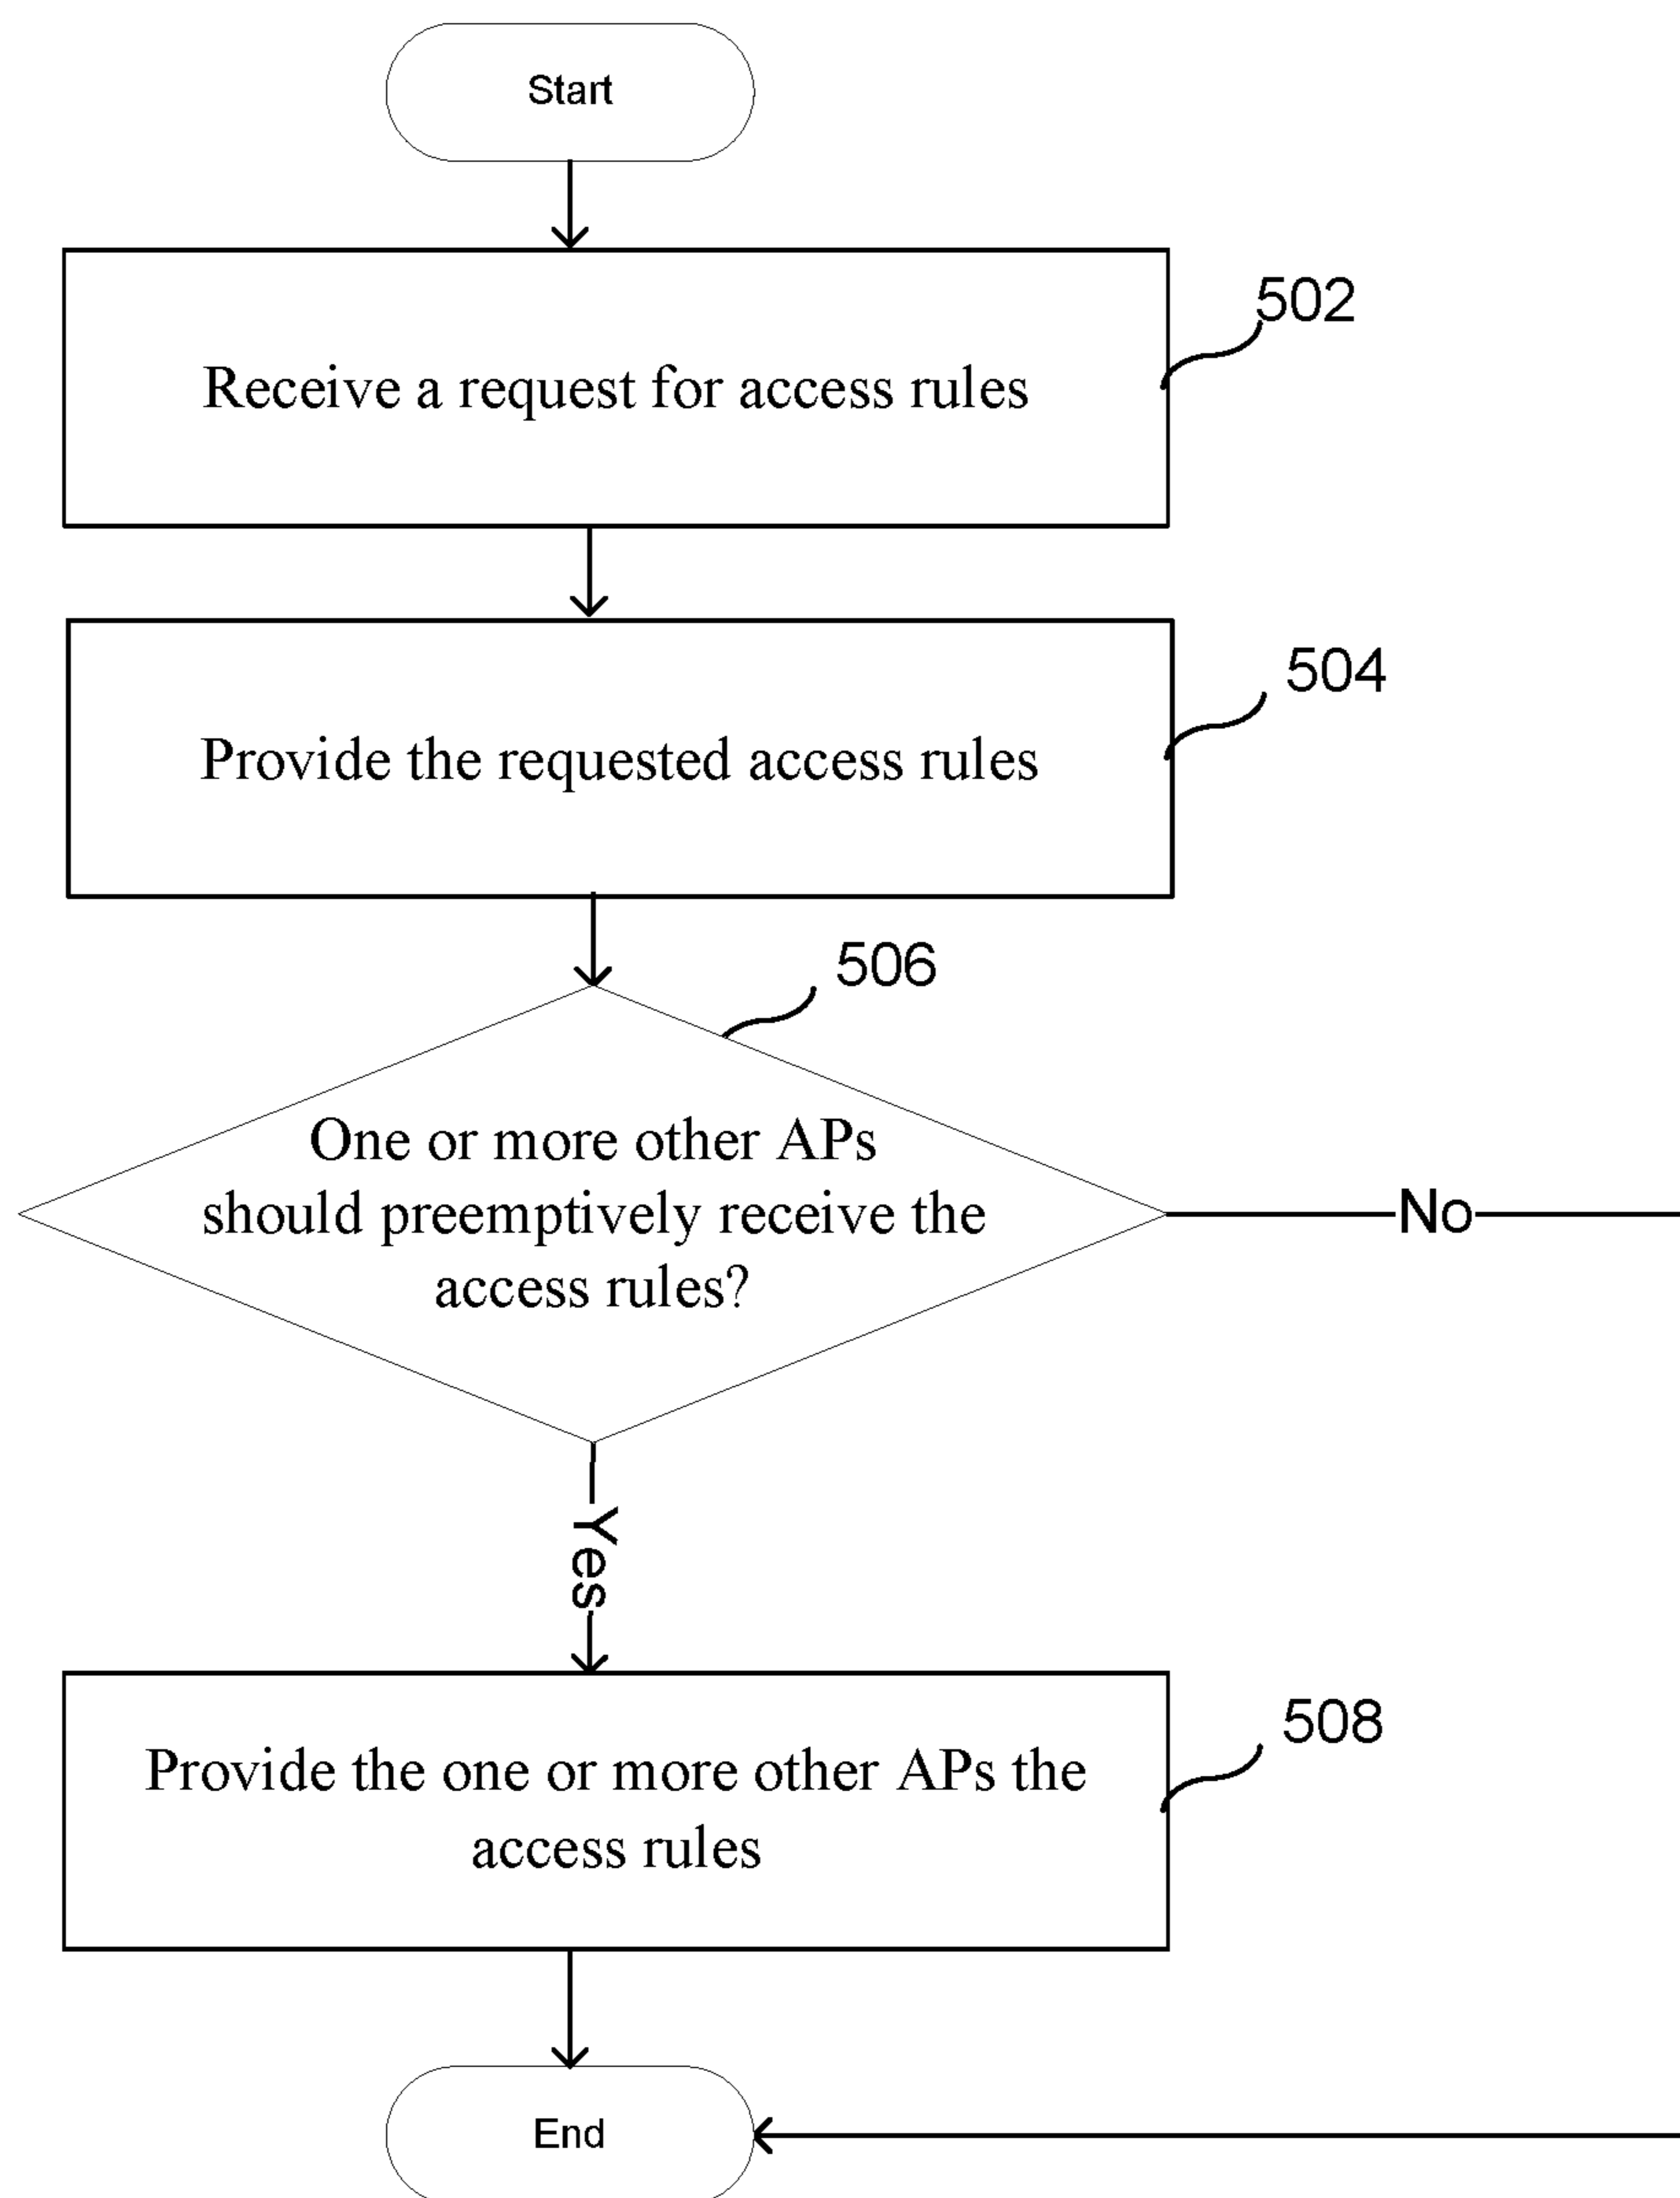 Start
502
Receive a request for access rules
504
Provide the requested access rules
506
One or more other APs
should preemptively receive the
access rules?
No
Yes
508
Provide the one or more other APs the
access rules
End